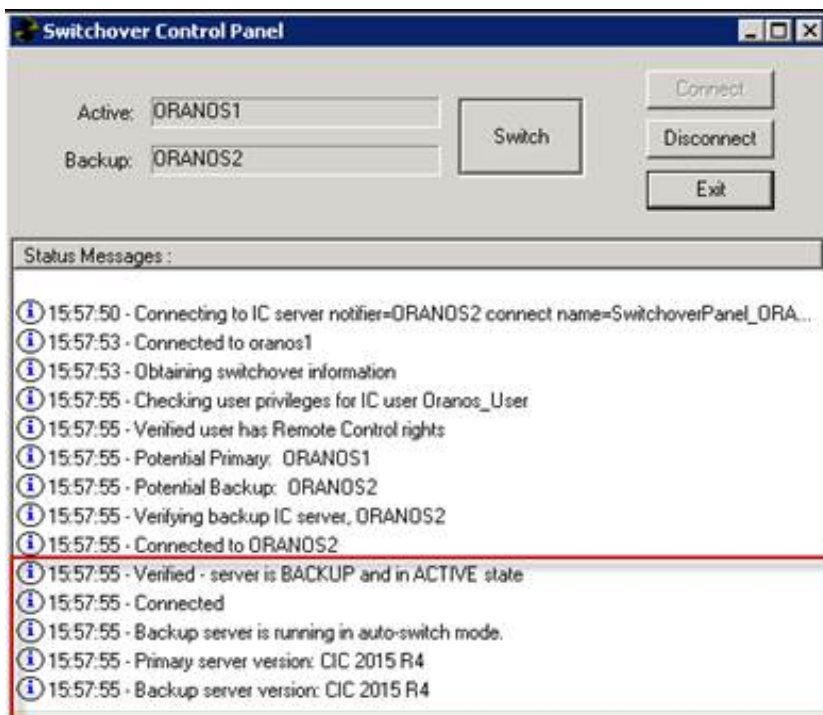 Switchover Control Panel
Active: ORANOS1
Backup: ORANOS2
Switch
Connect
Disconnect
Exit
Status Messages :
15:57:50 - Connecting to IC server notifier=ORANOS2 connect name=SwitchoverPanel_ORA...
15:57:53 - Connected to oranos1
15:57:53 - Obtaining switchover information
15:57:55 - Checking user privileges for IC user Oranos_User
15:57:55 - Verified user has Remote Control rights
15:57:55 - Potential Primary: ORANOS1
15:57:55 - Potential Backup: ORANOS2
15:57:55 - Verifying backup IC server, ORANOS2
15:57:55 - Connected to ORANOS2
15:57:55 - Verified - server is BACKUP and in ACTIVE state
15:57:55 - Connected
15:57:55 - Backup server is running in auto-switch mode.
15:57:55 - Primary server version: CIC 2015 R4
15:57:55 - Backup server version: CIC 2015 R4